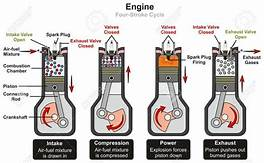 Engine
Four-Stroke Cycle
Intake Valve
Open
Spark Plug
Exhaust Valve
Closed
Valves
Closed
Valves
Closed
Spark Plug
Firing
Exhaust Valve
Open
Air-fuel Mixture
Combustion
Chamber
Piston
Connecting
Rod
Crankshaft
Intake
Air-fuel mixture
is drawn in
Compression
Air-fuel mixture
is compressed
Power
Explosion forces
piston down
Exhaust
Piston pushes out
burned gases